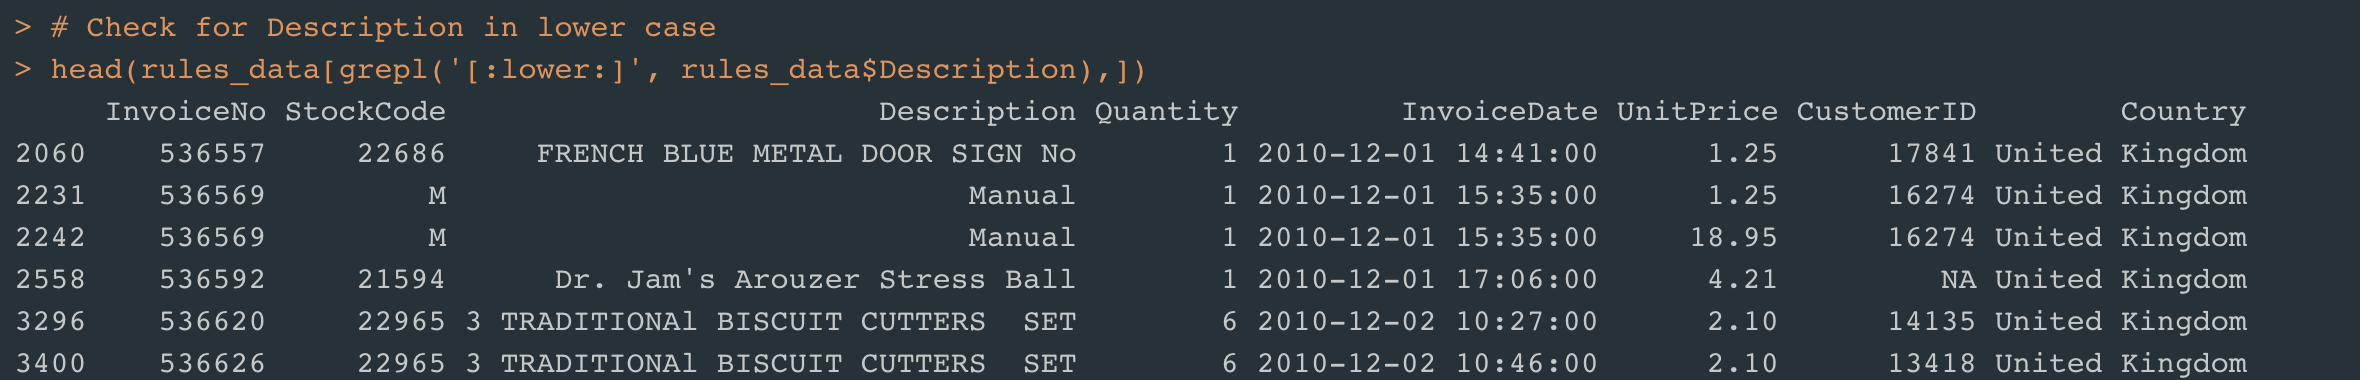 > # Check for Description in lower case
> head(rules_data[grepl('[:lower:]', rules_data$Description),])
     InvoiceNo StockCode                        Description Quantity         InvoiceDate UnitPrice CustomerID        Country
2060    536557     22686     FRENCH BLUE METAL DOOR SIGN No        1 2010-12-01 14:41:00      1.25      17841 United Kingdom
2231    536569         M                             Manual        1 2010-12-01 15:35:00      1.25      16274 United Kingdom
2242    536569         M                             Manual        1 2010-12-01 15:35:00     18.95      16274 United Kingdom
2558    536592     21594      Dr. Jam's Arouzer Stress Ball        1 2010-12-01 17:06:00      4.21         NA United Kingdom
3296    536620     22965 3 TRADITIONAl BISCUIT CUTTERS  SET        6 2010-12-02 10:27:00      2.10      14135 United Kingdom
3400    536626     22965 3 TRADITIONAl BISCUIT CUTTERS  SET        6 2010-12-02 10:46:00      2.10      13418 United Kingdom